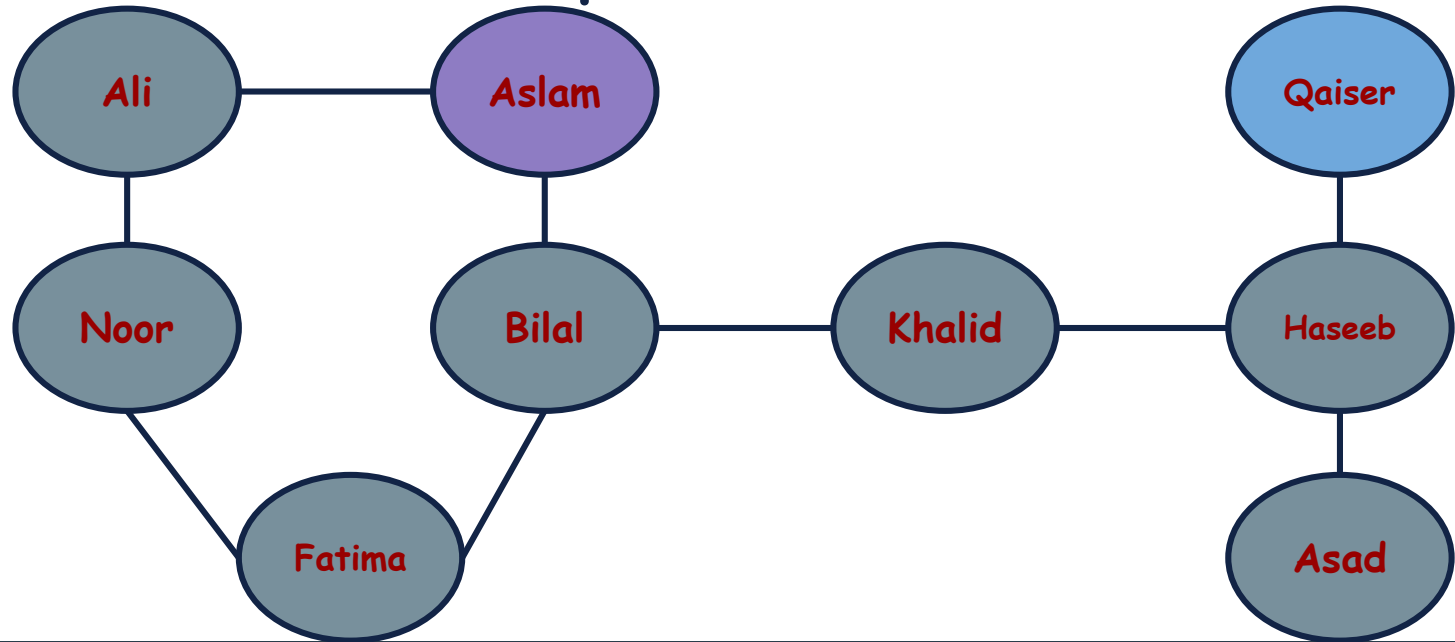 Ali
Aslam
Qaiser
Noor
Bilal
Khalid
Haseeb
Fatima
Asad